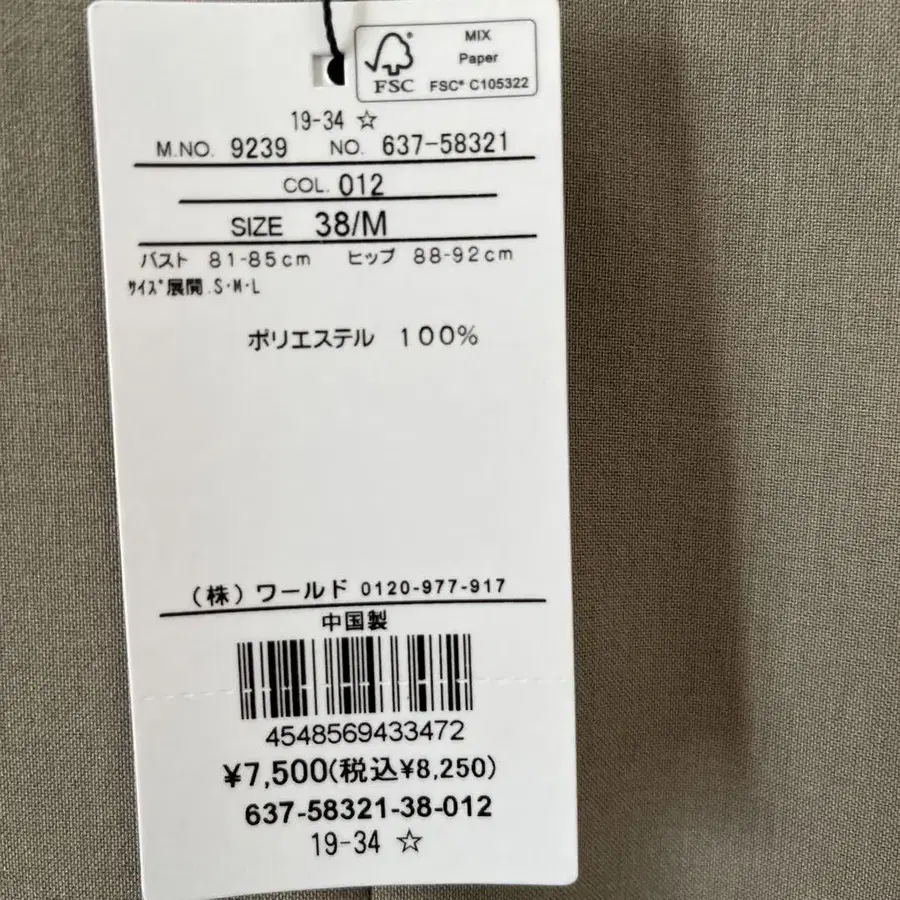 MIX
Paper
FSC FSC® C105322
19-34 ☆
M.NO. 9239 NO. 637-58321
COL. 012
SIZE 38/M
バスト 81-85cm ヒップ 88-92cm
ｻｲｽﾞ展開.S･M･L
ポリエステル 100%
(株)ワールド 0120-977-917
中国製
4548569433472
¥7,500(税込¥8,250)
637-58321-38-012
19-34 ☆